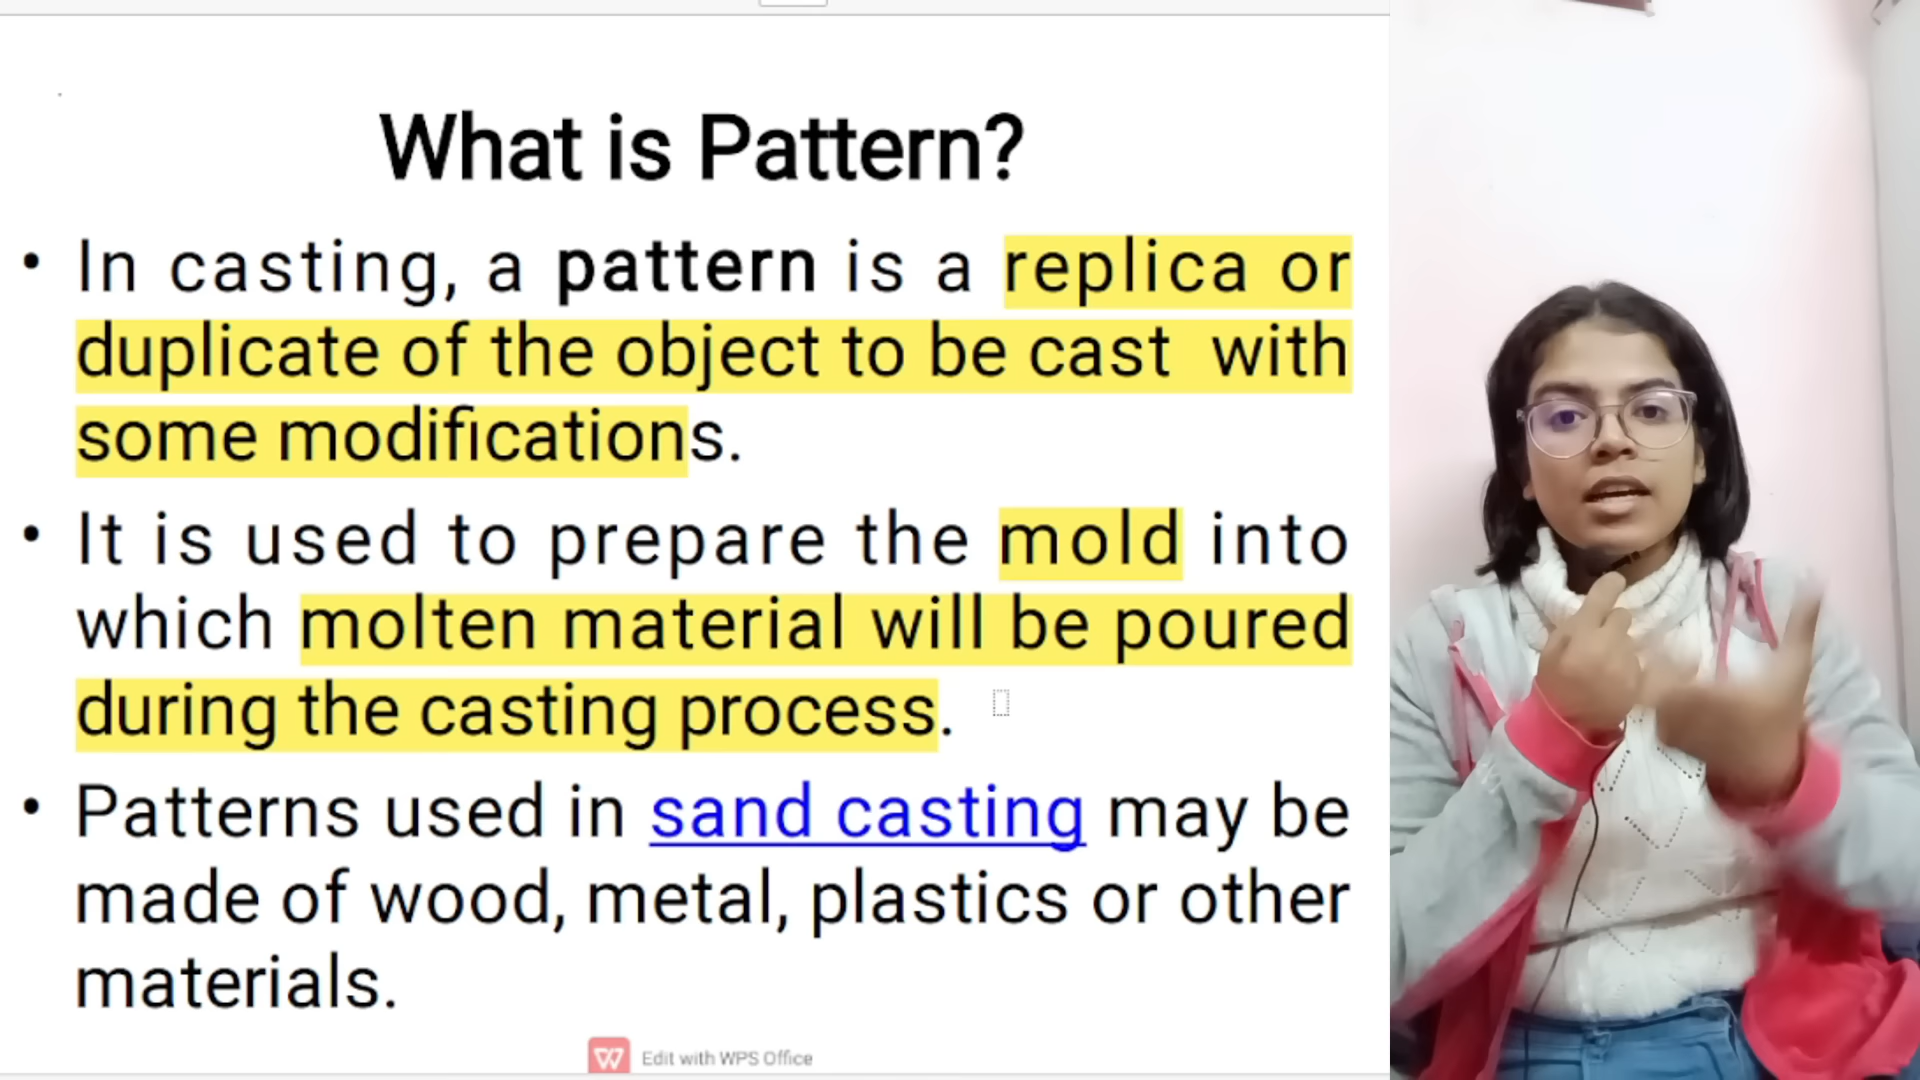 What is Pattern?
• In casting, a pattern is a replica or
duplicate of the object to be cast with
some modifications.
• It is used to prepare the mold into
which molten material will be poured
during the casting process.
• Patterns used in sand casting may be
made of wood, metal, plastics or other
materials.
Edit with WPS Office